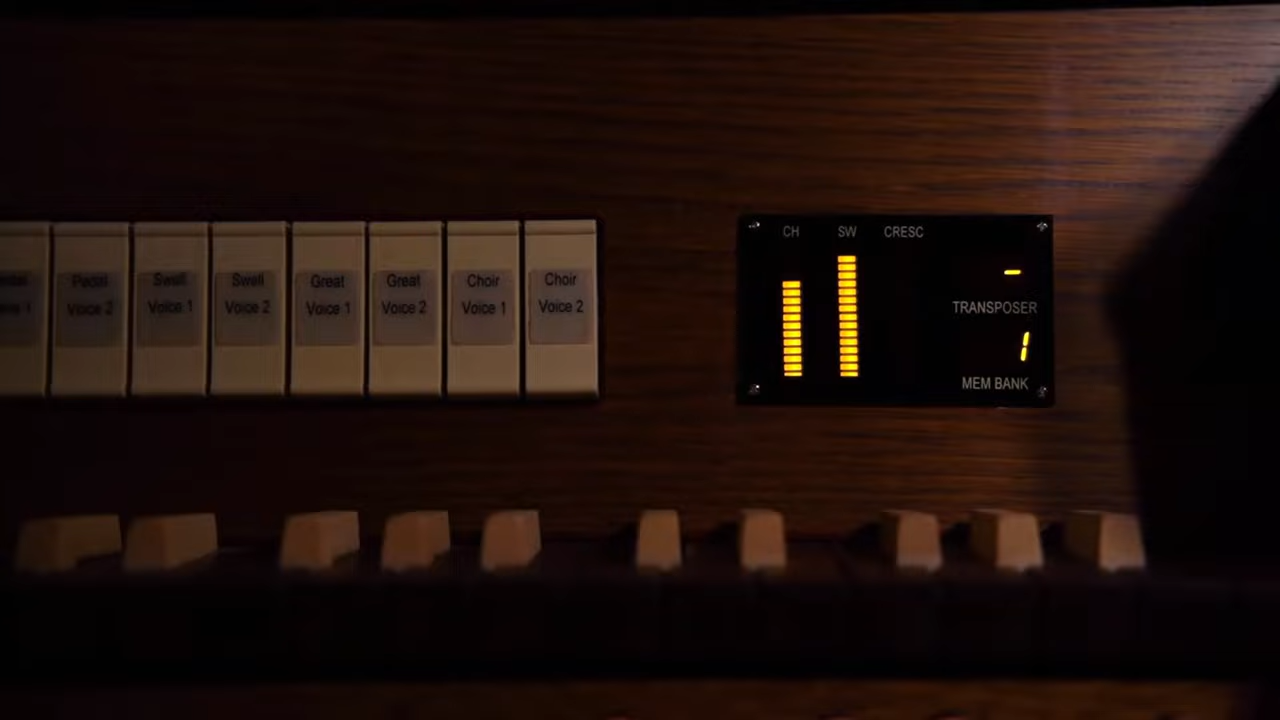 Pedal
Voice 2
Swell
Voice 1
Swell
Voice 2
Great
Voice 1
Great
Voice 2
Choir
Voice 1
Choir
Voice 2
CH SW CRESC
TRANSPOSER
1
MEM BANK